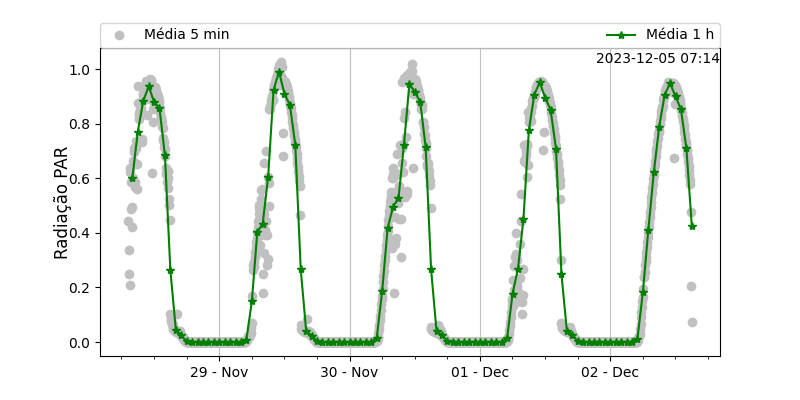 Média 5 min
Média 1 h
2023-12-05 07:14
Radiação PAR
1.0
0.8
0.6
0.4
0.2
0.0
29 - Nov
30 - Nov
01 - Dec
02 - Dec